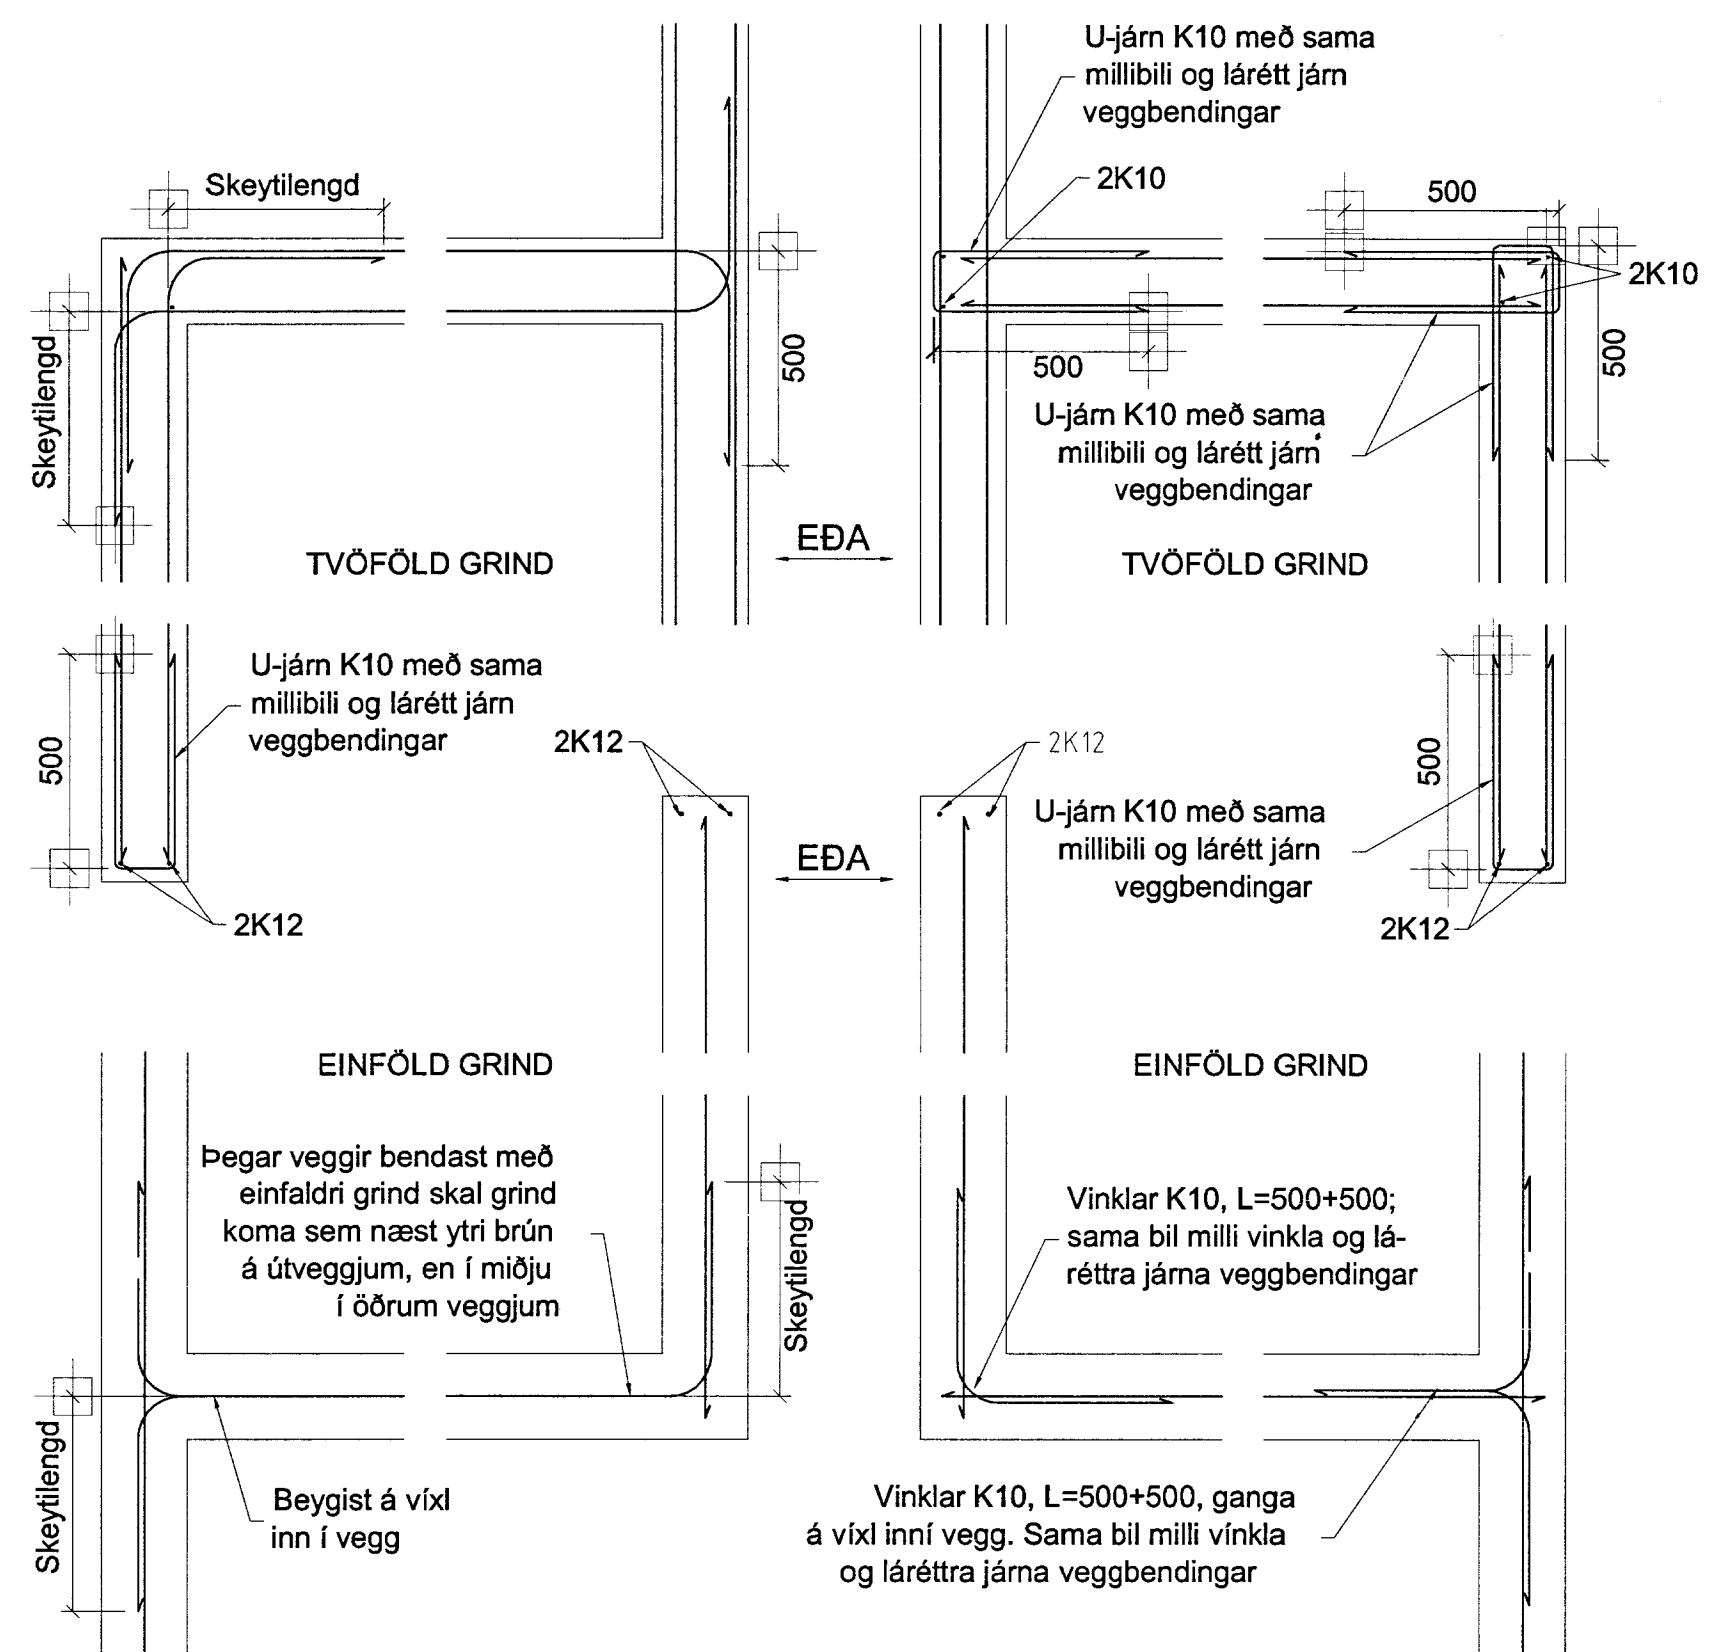 U-járn K10 með sama
millibili og lárétt járn
veggbendingar
2K10
Skeytilengd
500
2K10
Skeytilengd
500
500
500
U-járn K10 með sama
millibili og lárétt járn
veggbendingar
EÐA
TVÖFÖLD GRIND
TVÖFÖLD GRIND
U-járn K10 með sama
millibili og lárétt járn
veggbendingar
500
2K12
2K12
500
U-járn K10 með sama
millibili og lárétt járn
veggbendingar
EÐA
2K12
2K12
EINFÖLD GRIND
EINFÖLD GRIND
Þegar veggir bendast með
einfaldri grind skal grind
koma sem næst ytri brún
á útveggjum, en í miðju
í öðrum veggjum
Skeytilengd
Vinklar K10, L=500+500;
sama bil milli vinkla og lá-
réttra járna veggbendingar
Skeytilengd
Beygist á víxl
inn í vegg
Vinklar K10, L=500+500, ganga
á víxl inní vegg. Sama bil milli vínkla
og láréttra járna veggbendingar